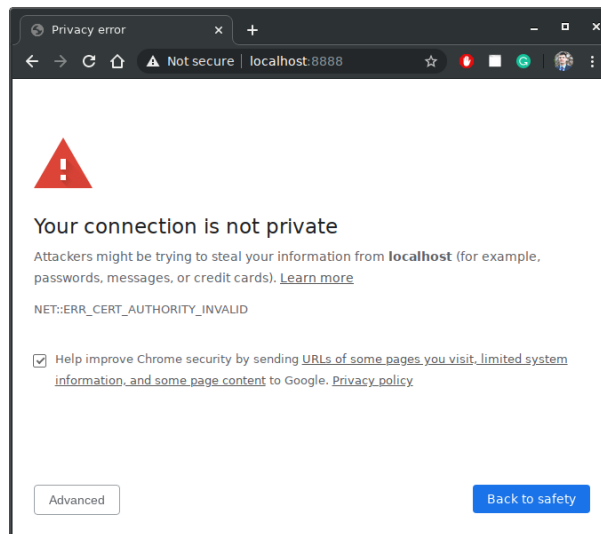 Privacy error
Not secure | localhost:8888
Your connection is not private
Attackers might be trying to steal your information from localhost (for example,
passwords, messages, or credit cards). Learn more
NET::ERR_CERT_AUTHORITY_INVALID
Help improve Chrome security by sending URLs of some pages you visit, limited system
information, and some page content to Google. Privacy policy
Advanced
Back to safety